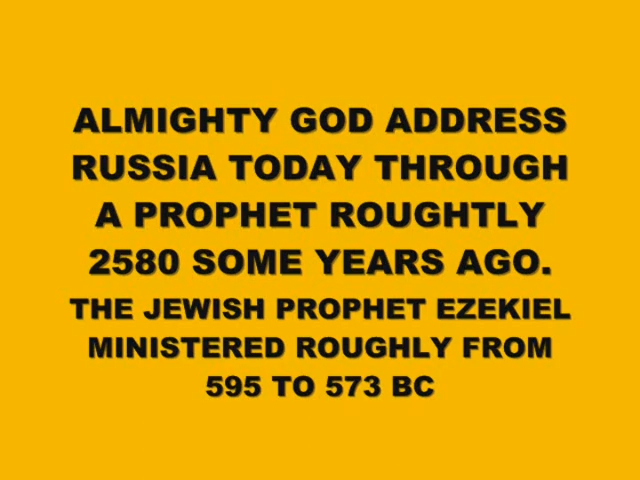 ALMIGHTY GOD ADDRESS
RUSSIA TODAY THROUGH
A PROPHET ROUGHTLY
2580 SOME YEARS AGO.
THE JEWISH PROPHET EZEKIEL
MINISTERED ROUGHLY FROM
595 TO 573 BC